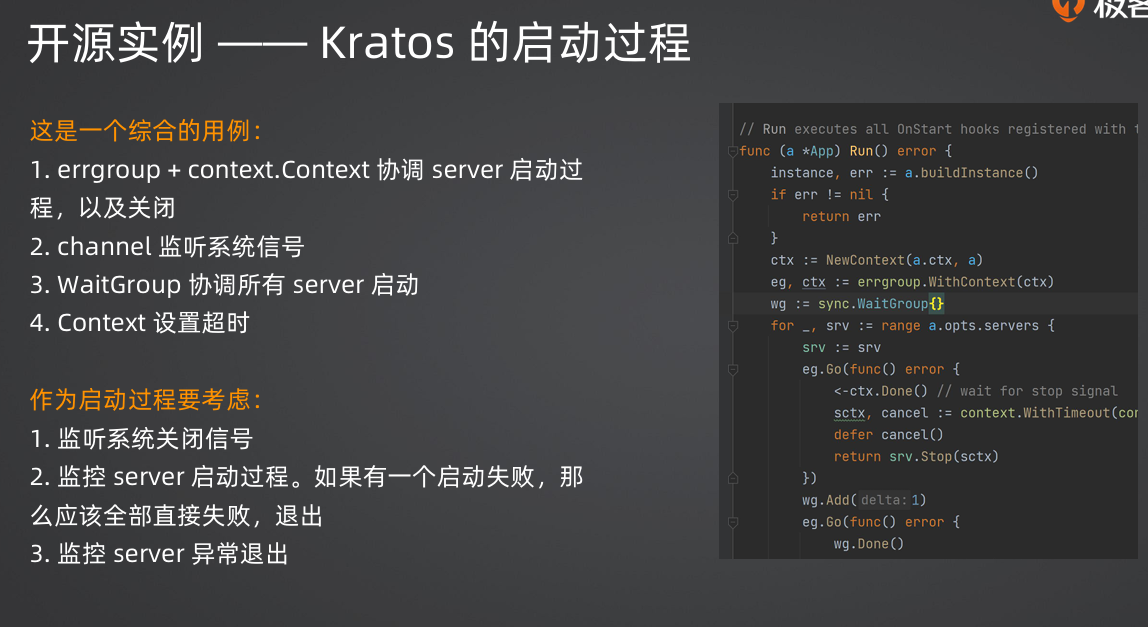 极客
开源实例 —— Kratos 的启动过程
这是一个综合的用例：
1. errgroup + context.Context 协调 server 启动过
程，以及关闭
2. channel 监听系统信号
3. WaitGroup 协调所有 server 启动
4. Context 设置超时
作为启动过程要考虑：
1. 监听系统关闭信号
2. 监控 server 启动过程。如果有一个启动失败，那
么应该全部直接失败，退出
3. 监控 server 异常退出
// Run executes all OnStart hooks registered with
func (a *App) Run() error {
instance, err := a.buildInstance()
if err != nil {
return err
}
ctx := NewContext(a.ctx, a)
eg, ctx := errgroup.WithContext(ctx)
wg := sync.WaitGroup{}
for _, srv := range a.opts.servers {
srv := srv
eg.Go(func() error {
<-ctx.Done() // wait for stop signal
sctx, cancel := context.WithTimeout(
defer cancel()
return srv.Stop(sctx)
})
wg.Add( delta: 1)
eg.Go(func() error {
wg.Done()